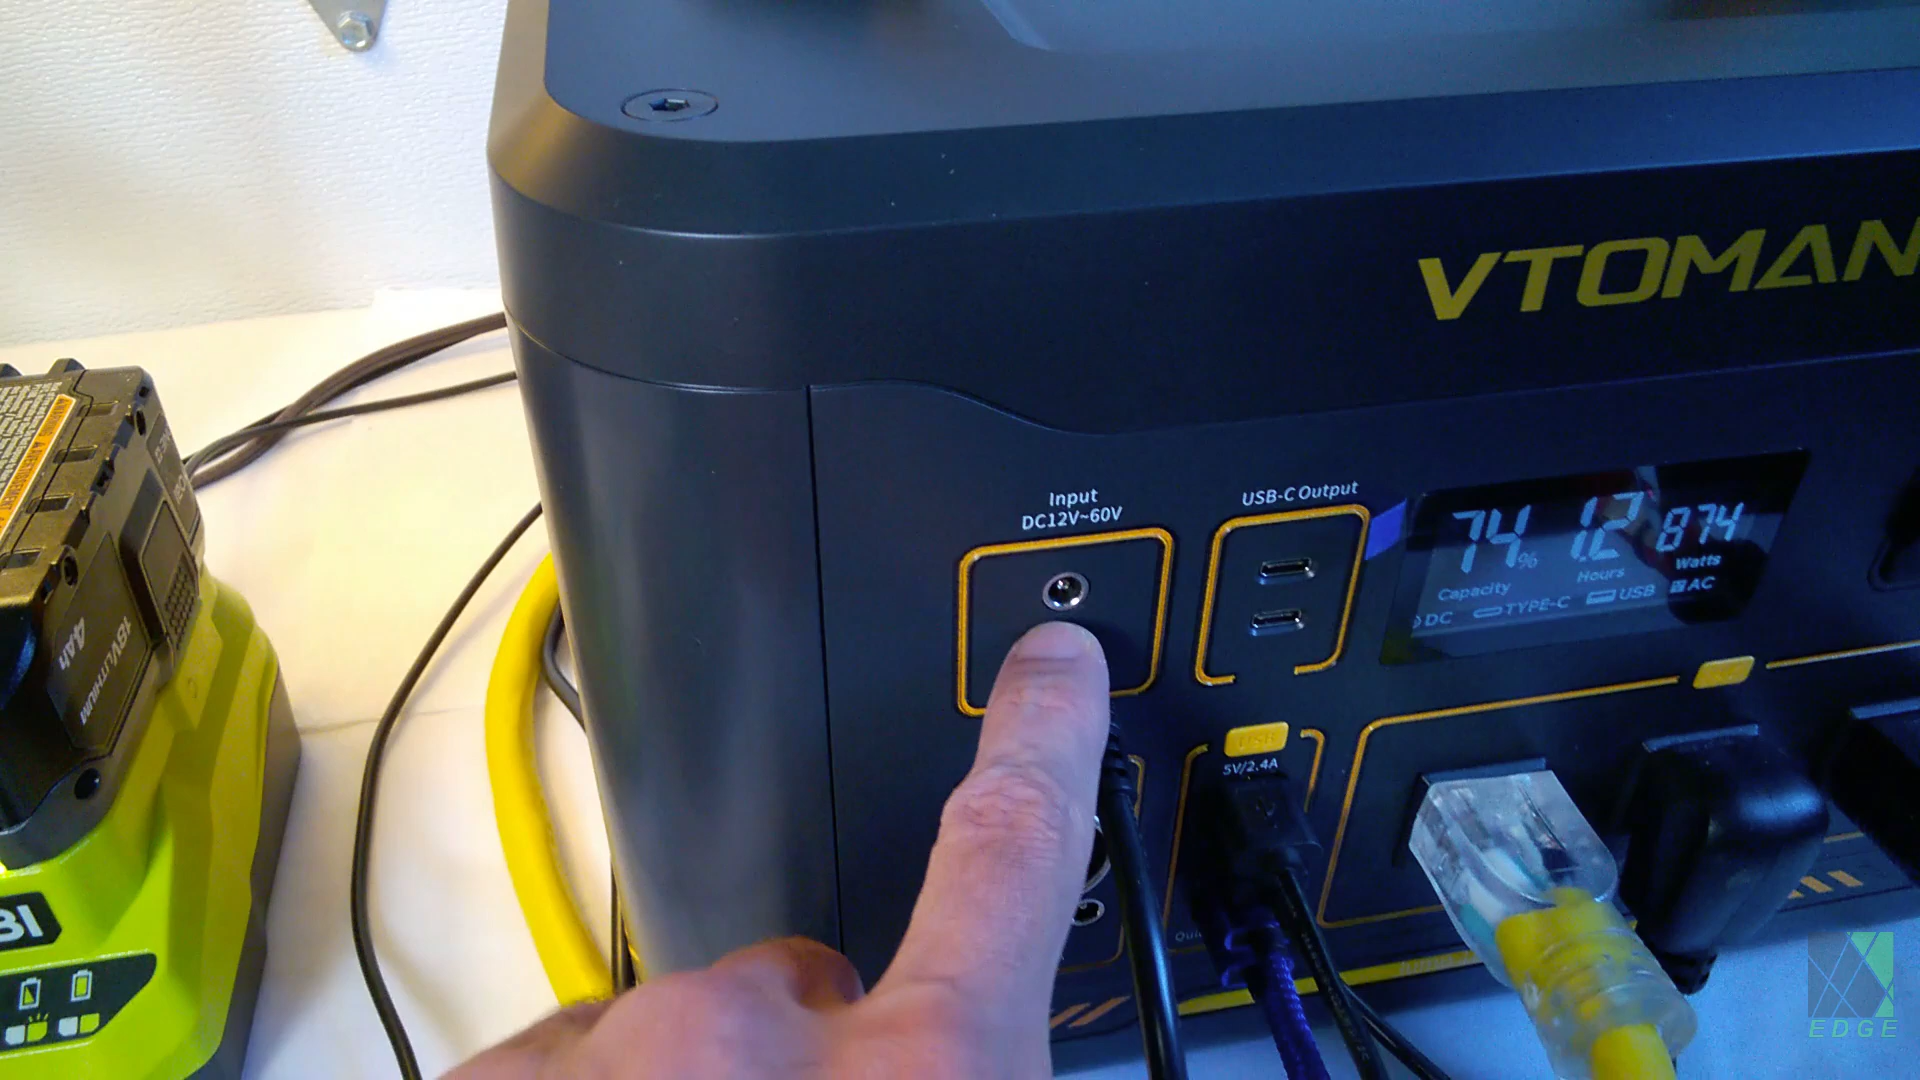 VTOMAN
Input
DC12V~60V
USB-C Output
74 % 1.2 874
Capacity Hours Watts
DC TYPE-C USB AC
USB
5V/2.4A
4Ah
18V LITHIUM
BI
EDGE